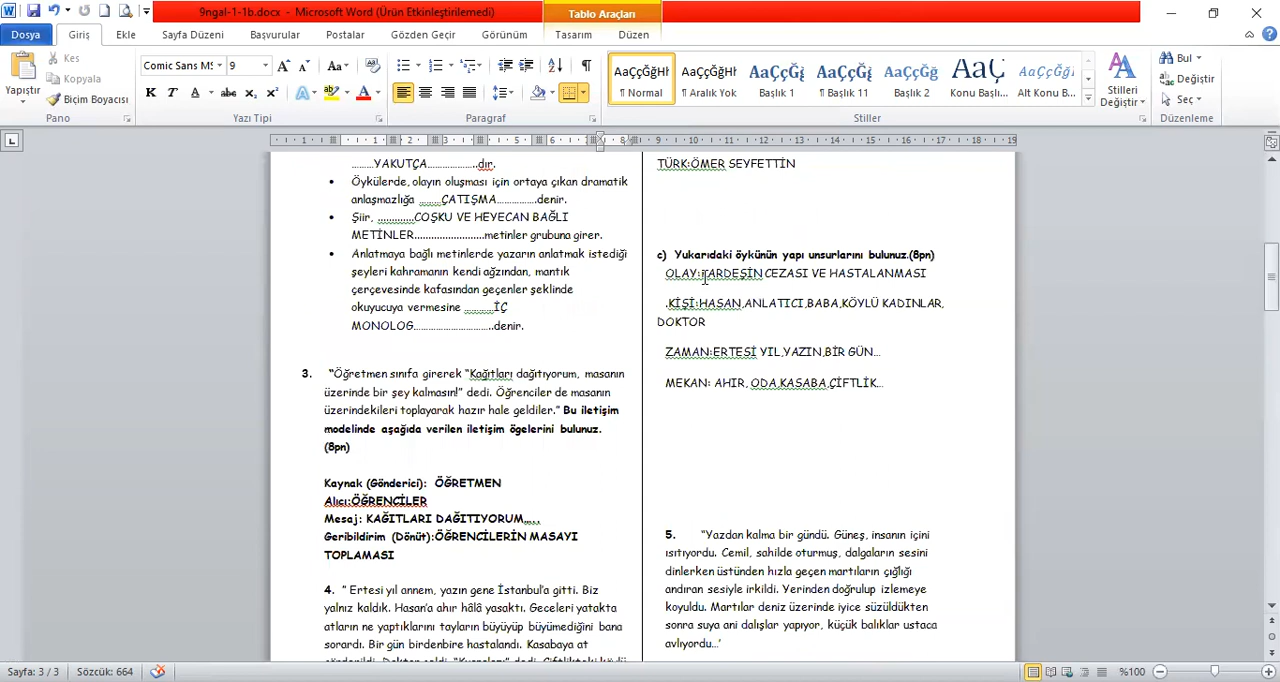 9ngal-1-1b.docx - Microsoft Word (Ürün Etkinleştirilemedi)
Tablo Araçları
Dosya Giriş Ekle Sayfa Düzeni Başvurular Postalar Gözden Geçir Görünüm Tasarım Düzen
Yapıştır
Kes
Kopyala
Biçim Boyacısı
Pano
Comic Sans MS 9
Yazı Tipi
Paragraf
AaÇçĞğHł AaÇçĞğHł AaÇçĞğ AaÇçĞğ AaÇçĞğ AaÇç AaÇçĞğH
¶ Normal ¶ Aralık Yok Başlık 1 ¶ Başlık 11 Başlık 2 Konu Başlı... Alt Konu B...
Stilleri Değiştir
Stiller
Bul
Değiştir
Seç
Düzenleme
.........YAKUTÇA..................dır.
• Öykülerde, olayın oluşması için ortaya çıkan dramatik
anlaşmazlığa ........ÇATIŞMA...............denir.
• Şiir, .............COŞKU VE HEYECAN BAĞLI
METİNLER.........................metinler grubuna girer.
• Anlatmaya bağlı metinlerde yazarın anlatmak istediği
şeyleri kahramanın kendi ağzından, mantık
çerçevesinde kafasından geçenler şeklinde
okuyucuya vermesine ...........İÇ
MONOLOG............................denir.
3. "Öğretmen sınıfa girerek "Kağıtları dağıtıyorum, masanın
üzerinde bir şey kalmasın!" dedi. Öğrenciler de masanın
üzerindekileri toplayarak hazır hale geldiler." Bu iletişim
modelinde aşağıda verilen iletişim ögelerini bulunuz.
(8pn)
Kaynak (Gönderici): ÖĞRETMEN
Alıcı:ÖĞRENCİLER
Mesaj: KAĞITLARI DAĞITIYORUM.....
Geribildirim (Dönüt):ÖĞRENCİLERİN MASAYI
TOPLAMASI
4. " Ertesi yıl annem, yazın gene İstanbul'a gitti. Biz
yalnız kaldık. Hasan'a ahır hâlâ yasaktı. Geceleri yatakta
atların ne yaptıklarını tayların büyüyüp büyümediğini bana
sorardı. Bir gün birdenbire hastalandı. Kasabaya at
gönderildi. Doktor geldi. "Kuşpalazı" dedi. Çiftlikteki köylü
TÜRK:ÖMER SEYFETTİN
c) Yukarıdaki öykünün yapı unsurlarını bulunuz.(8pn)
OLAY:KARDEŞİN CEZASI VE HASTALANMASI
.KİŞİ:HASAN,ANLATICI,BABA,KÖYLÜ KADINLAR,
DOKTOR
ZAMAN:ERTESİ YIL,YAZIN,BİR GÜN...
MEKAN: AHIR, ODA,KASABA,ÇİFTLİK...
5. "Yazdan kalma bir gündü. Güneş, insanın içini
ısıtıyordu. Cemil, sahilde oturmuş, dalgaların sesini
dinlerken üstünden hızla geçen martıların çığlığı
andıran sesiyle irkildi. Yerinden doğrulup izlemeye
koyuldu. Martılar deniz üzerinde iyice süzüldükten
sonra suya ani dalışlar yapıyor, küçük balıkları ustaca
avlıyordu..."
Sayfa: 3 / 3 Sözcük: 664 %100